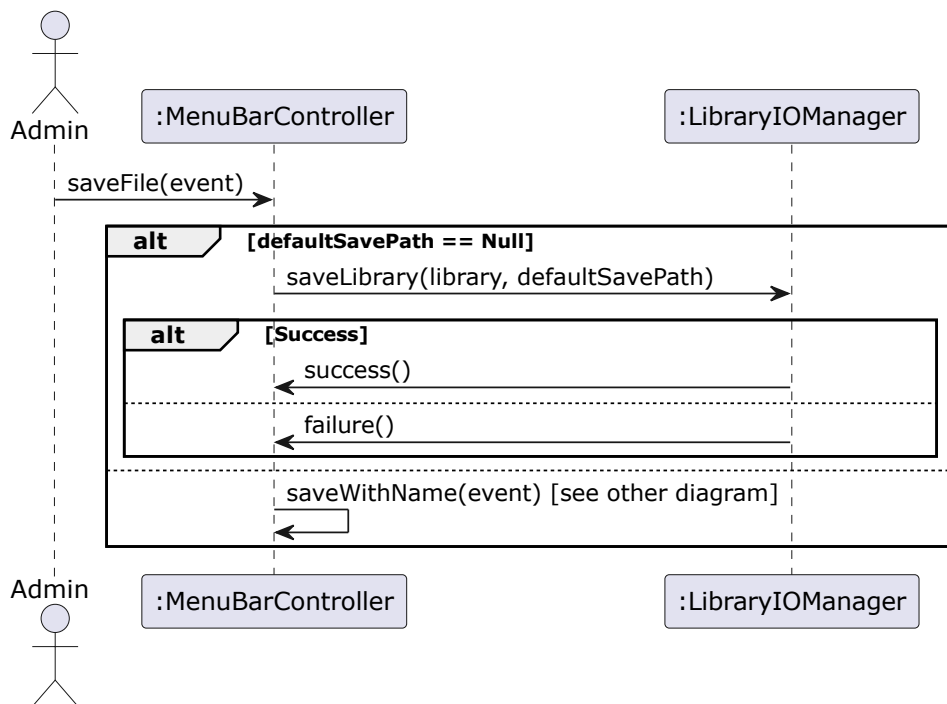 Admin
:MenuBarController
:LibraryIOManager
saveFile(event)
alt [defaultSavePath == Null]
saveLibrary(library, defaultSavePath)
alt [Success]
success()
failure()
saveWithName(event) [see other diagram]
Admin
:MenuBarController
:LibraryIOManager